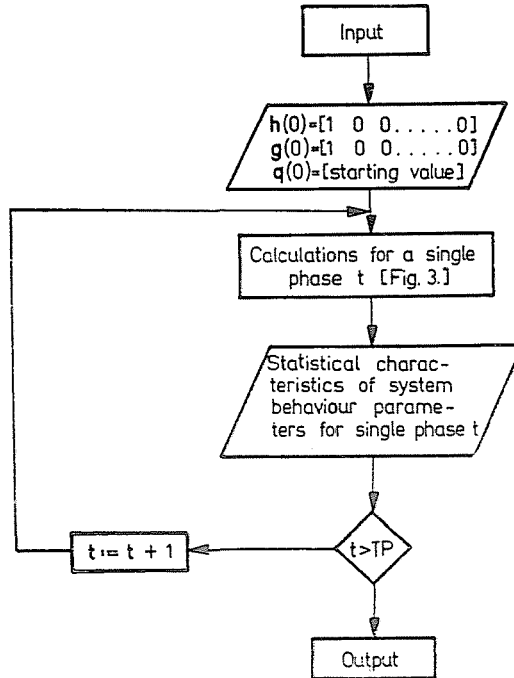 Input
h(0)=[1 0 0.....0]
g(0)=[1 0 0.....0]
q(0)=[starting value]
Calculations for a single
phase t [Fig. 3.]
Statistical charac-
teristics of system
behaviour parame-
ters for single phase t
t>TP
t:= t + 1
Output